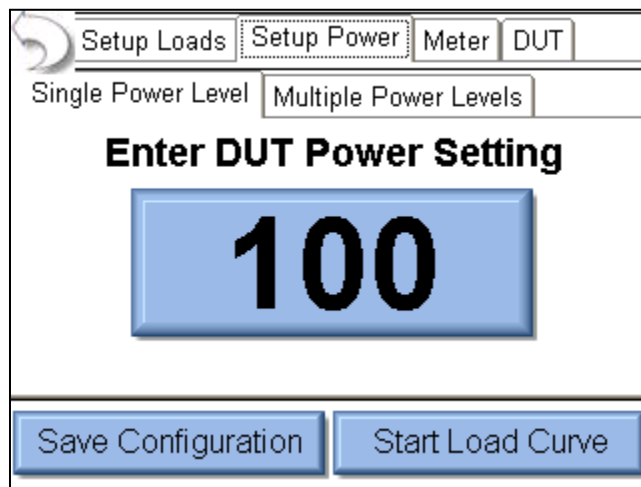 Setup Loads Setup Power Meter DUT
Single Power Level Multiple Power Levels
Enter DUT Power Setting
100
Save Configuration Start Load Curve